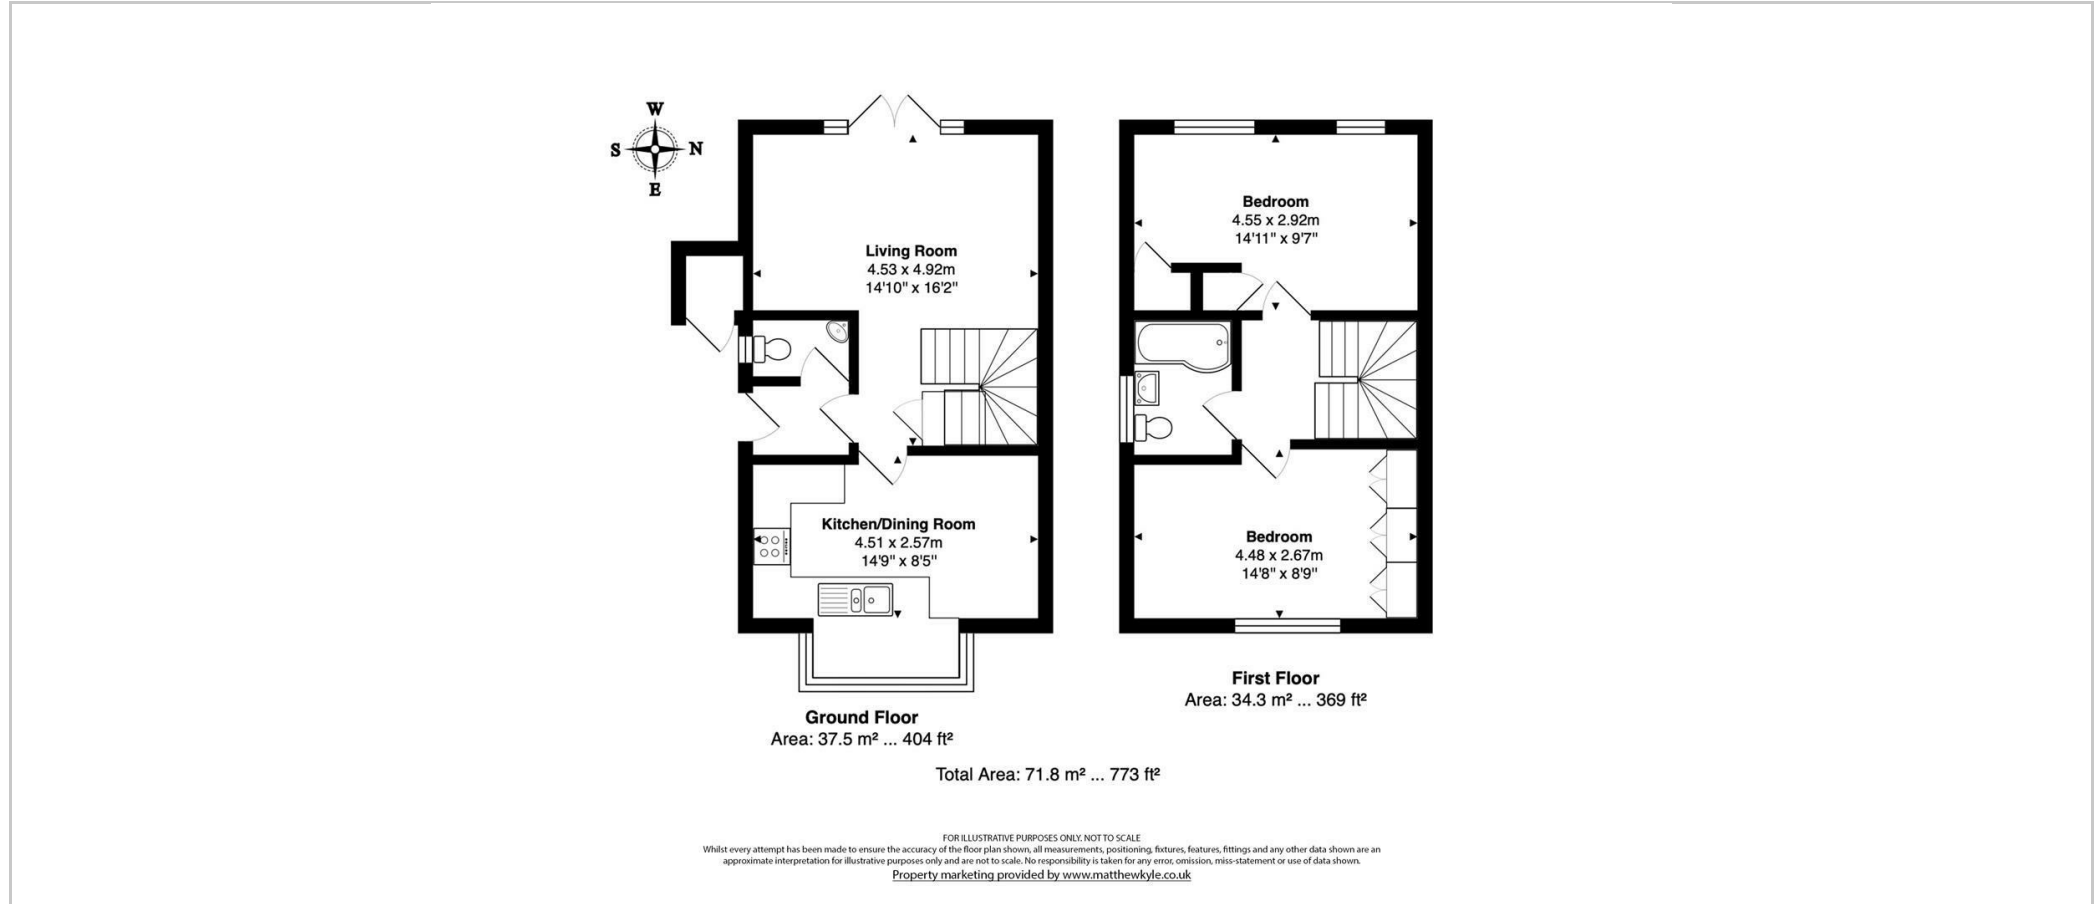 W
S N
E
Living Room
4.53 x 4.92m
14'10" x 16'2"
Kitchen/Dining Room
4.51 x 2.57m
14'9" x 8'5"
Ground Floor
Area: 37.5 m² ... 404 ft²
Bedroom
4.55 x 2.92m
14'11" x 9'7"
Bedroom
4.48 x 2.67m
14'8" x 8'9"
First Floor
Area: 34.3 m² ... 369 ft²
Total Area: 71.8 m² ... 773 ft²
FOR ILLUSTRATIVE PURPOSES ONLY. NOT TO SCALE
Whilst every attempt has been made to ensure the accuracy of the floor plan shown, all measurements, positioning, fixtures, features, fittings and any other data shown are an
approximate interpretation for illustrative purposes only and are not to scale. No responsibility is taken for any error, omission, miss-statement or use of data shown.
Property marketing provided by www.matthewkyle.co.uk